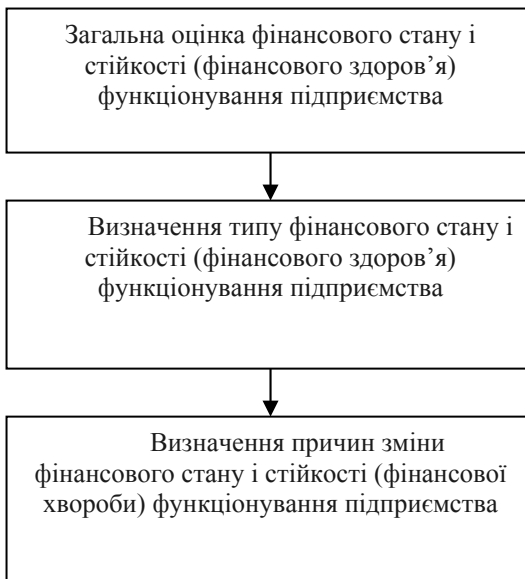 Загальна оцінка фінансового стану і
стійкості (фінансового здоров’я)
функціонування підприємства
Визначення типу фінансового стану і
стійкості (фінансового здоров’я)
функціонування підприємства
Визначення причин зміни
фінансового стану і стійкості (фінансової
хвороби) функціонування підприємства